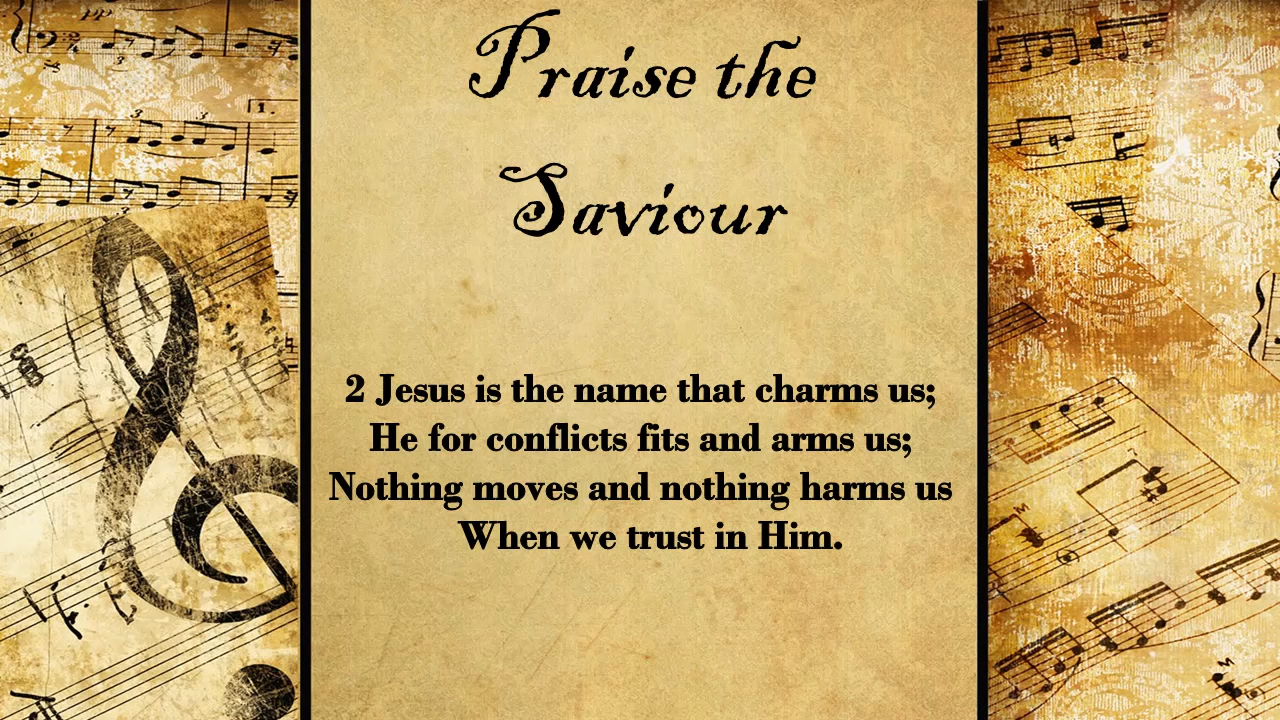 Praise the
Saviour
2 Jesus is the name that charms us;
He for conflicts fits and arms us;
Nothing moves and nothing harms us
When we trust in Him.